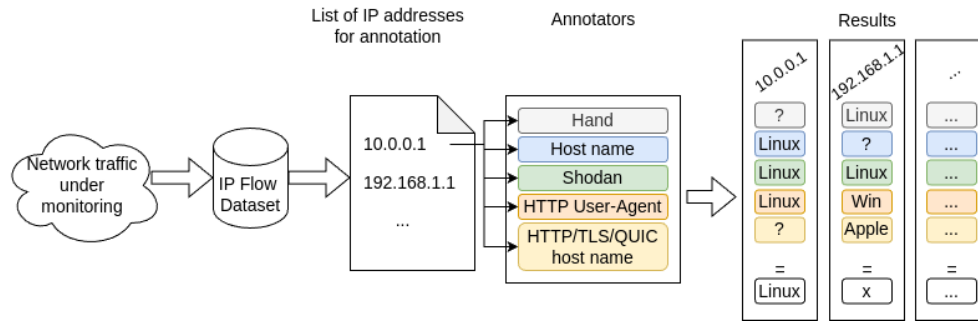 List of IP addresses
for annotation
Annotators
Results
Network traffic
under
monitoring
IP Flow
Dataset
10.0.0.1
192.168.1.1
...
Hand
Host name
Shodan
HTTP User-Agent
HTTP/TLS/QUIC
host name
10.0.0.1
?
Linux
Linux
Linux
?
=
Linux
192.168.1.1
Linux
?
Linux
Win
Apple
=
x
...
...
...
...
...
...
=
...